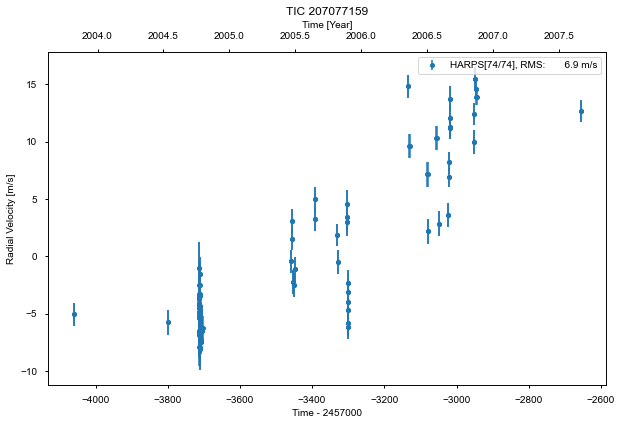 TIC 207077159
Time [Year]
2004.0 2004.5 2005.0 2005.5 2006.0 2006.5 2007.0 2007.5
HARPS[74/74], RMS: 6.9 m/s
15
10
5
0
−5
−10
Radial Velocity [m/s]
−4000 −3800 −3600 −3400 −3200 −3000 −2800 −2600
Time - 2457000